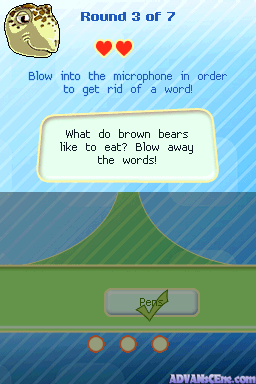 Round 3 of 7
Blow into the microphone in order
to get rid of a word!
What do brown bears
like to eat? Blow away
the words!
Pens
ADVANsCEne.com